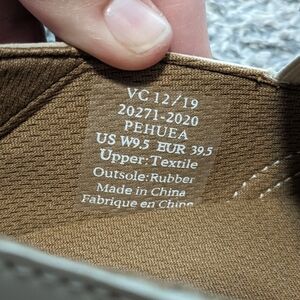 VC 12/19
20271-2020
PEHUEA
US W9.5 EUR 39.5
Upper:Textile
Outsole:Rubber
Made in China
Fabrique en Chine